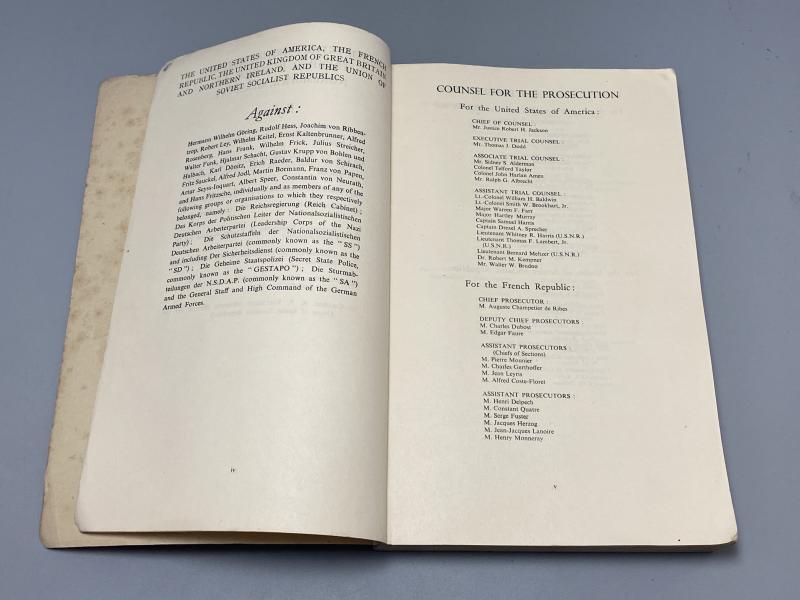 THE UNITED STATES OF AMERICA, THE FRENCH
REPUBLIC, THE UNITED KINGDOM OF GREAT BRITAIN
AND NORTHERN IRELAND, AND THE UNION OF
SOVIET SOCIALIST REPUBLICS
Against :
Hermann Wilhelm Göring, Rudolf Hess, Joachim von Ribben-
trop, Robert Ley, Wilhelm Keitel, Ernst Kaltenbrunner, Alfred
Rosenberg, Hans Frank, Wilhelm Frick, Julius Streicher,
Walter Funk, Hjalmar Schacht, Gustav Krupp von Bohlen und
Halbach, Karl Dönitz, Erich Raeder, Baldur von Schirach,
Fritz Sauckel, Alfred Jodl, Martin Bormann, Franz von Papen,
Artur Seyss-Inquart, Albert Speer, Constantin von Neurath,
and Hans Fritzsche, individually and as members of any of the
following groups or organisations to which they respectively
belonged, namely : Die Reichsregierung (Reich Cabinet) ;
Das Korps der Politischen Leiter der Nationalsozialistischen
Deutschen Arbeiterpartei (Leadership Corps of the Nazi
Party) ; Die Schutzstaffeln der Nationalsozialistischen
Deutschen Arbeiterpartei (commonly known as the "SS")
and including Der Sicherheitsdienst (commonly known as the
"SD") ; Die Geheime Staatspolizei (Secret State Police,
commonly known as the "GESTAPO") ; Die Sturmab-
teilungen der N.S.D.A.P. (commonly known as the "SA")
and the General Staff and High Command of the German
Armed Forces.
iv
COUNSEL FOR THE PROSECUTION
For the United States of America :
CHIEF OF COUNSEL :
Mr. Justice Robert H. Jackson
EXECUTIVE TRIAL COUNSEL :
Mr. Thomas J. Dodd
ASSOCIATE TRIAL COUNSEL :
Mr. Sidney S. Alderman
Colonel Telford Taylor
Colonel John Harlan Amen
Mr. Ralph G. Albrecht
ASSISTANT TRIAL COUNSEL :
Lt.-Colonel William H. Baldwin
Lt.-Colonel Smith W. Brookhart, Jr.
Major Warren F. Farr
Major Hartley Murray
Captain Samuel Harris
Captain Drexel A. Sprecher
Lieutenant Whitney R. Harris (U.S.N.R.)
Lieutenant Thomas F. Lambert, Jr.
(U.S.N.R.)
Lieutenant Bernard Meltzer (U.S.N.R.)
Dr. Robert M. Kempner
Mr. Walter W. Brudno
For the French Republic :
CHIEF PROSECUTOR :
M. Auguste Champetier de Ribes
DEPUTY CHIEF PROSECUTORS :
M. Charles Dubost
M. Edgar Faure
ASSISTANT PROSECUTORS :
(Chiefs of Sections)
M. Pierre Mounier
M. Charles Gerthoffer
M. Jean Leyris
M. Alfred Coste-Floret
ASSISTANT PROSECUTORS :
M. Henri Delpech
M. Constant Quatre
M. Serge Fuster
M. Jacques Herzog
M. Jean-Jacques Lanoire
M. Henry Monneray
v